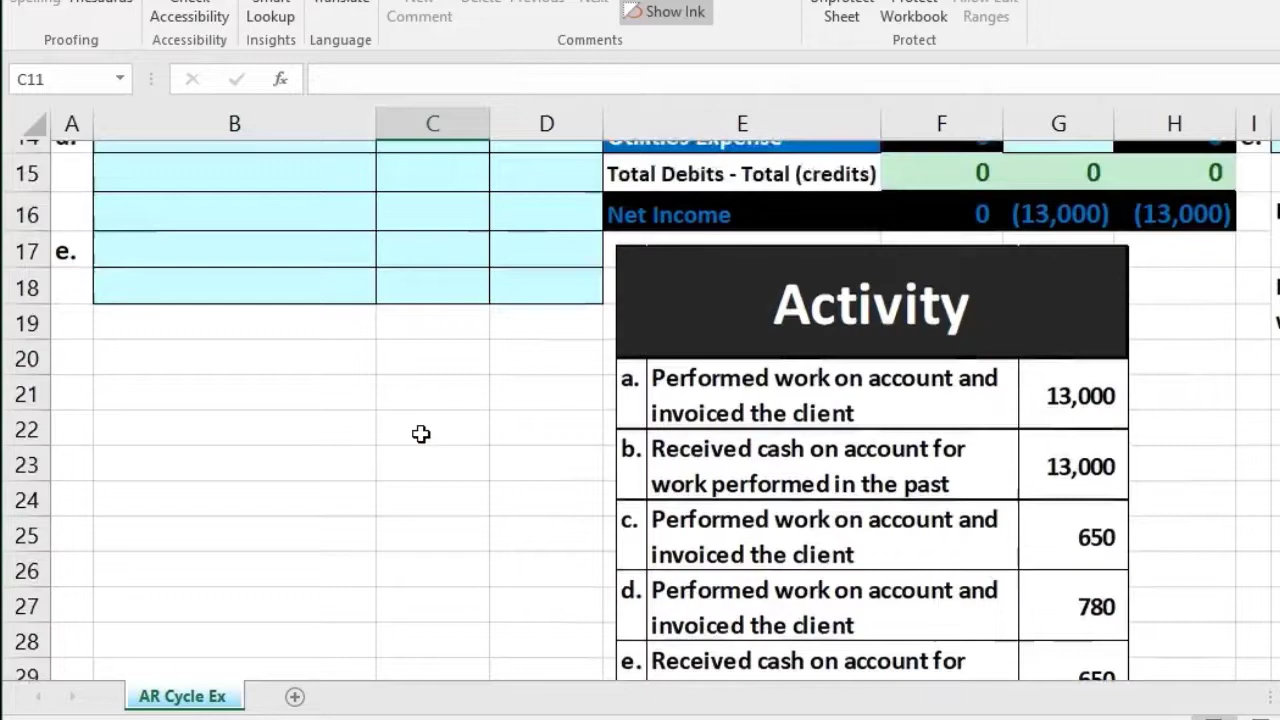 Spelling Thesaurus Check Smart Translate New Delete Previous Next Show Ink Unprotect Protect Allow Edit
Accessibility Lookup Comment Sheet Workbook Ranges
Proofing Accessibility Insights Language Comments Protect
C11 fx
A B C D E F G H I
14 d. Utilities Expense 0 0 e.
15 Total Debits - Total (credits) 0 0 0
16 Net Income 0 (13,000) (13,000)
17 e.
18
19 Activity
20
21 a. Performed work on account and 13,000
22 invoiced the client
23 b. Received cash on account for 13,000
24 work performed in the past
25 c. Performed work on account and 650
26 invoiced the client
27 d. Performed work on account and 780
28 invoiced the client
29 e. Received cash on account for 650
AR Cycle Ex